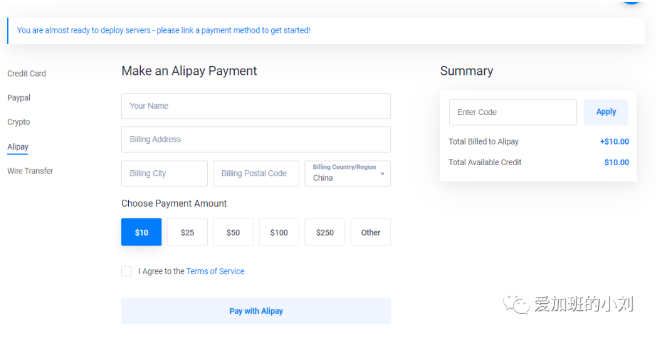 You are almost ready to deploy servers - please link a payment method to get started!
Credit Card
Paypal
Crypto
Alipay
Wire Transfer
Make an Alipay Payment
Your Name
Billing Address
Billing City
Billing Postal Code
Billing Country/Region
China
Choose Payment Amount
$10
$25
$50
$100
$250
Other
I Agree to the Terms of Service
Pay with Alipay
Summary
Enter Code
Apply
Total Billed to Alipay +$10.00
Total Available Credit $10.00
爱加班的小刘